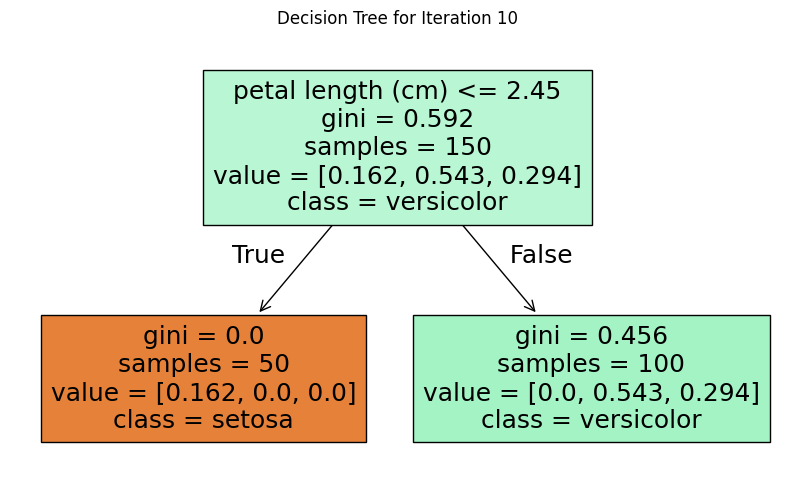 Decision Tree for Iteration 10
petal length (cm) <= 2.45
gini = 0.592
samples = 150
value = [0.162, 0.543, 0.294]
class = versicolor
True
False
gini = 0.0
samples = 50
value = [0.162, 0.0, 0.0]
class = setosa
gini = 0.456
samples = 100
value = [0.0, 0.543, 0.294]
class = versicolor